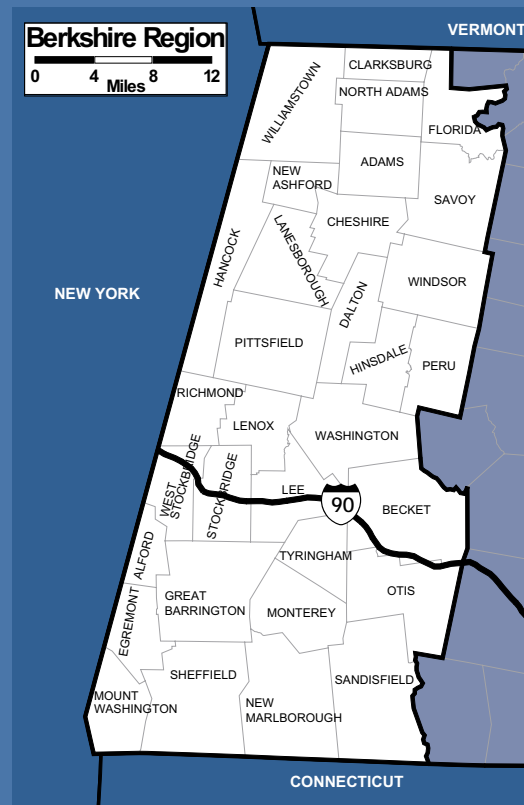 Berkshire Region
0 4 8 12
Miles
VERMONT
CLARKSBURG
NORTH ADAMS
WILLIAMSTOWN
FLORIDA
ADAMS
NEW
ASHFORD
SAVOY
CHESHIRE
HANCOCK
LANESBOROUGH
WINDSOR
NEW YORK
DALTON
PITTSFIELD
HINSDALE
PERU
RICHMOND
LENOX
WASHINGTON
WEST
STOCKBRIDGE
STOCKBRIDGE
LEE
90
BECKET
ALFORD
TYRINGHAM
OTIS
GREAT
BARRINGTON
MONTEREY
EGREMONT
SHEFFIELD
SANDISFIELD
MOUNT
WASHINGTON
NEW
MARLBOROUGH
CONNECTICUT